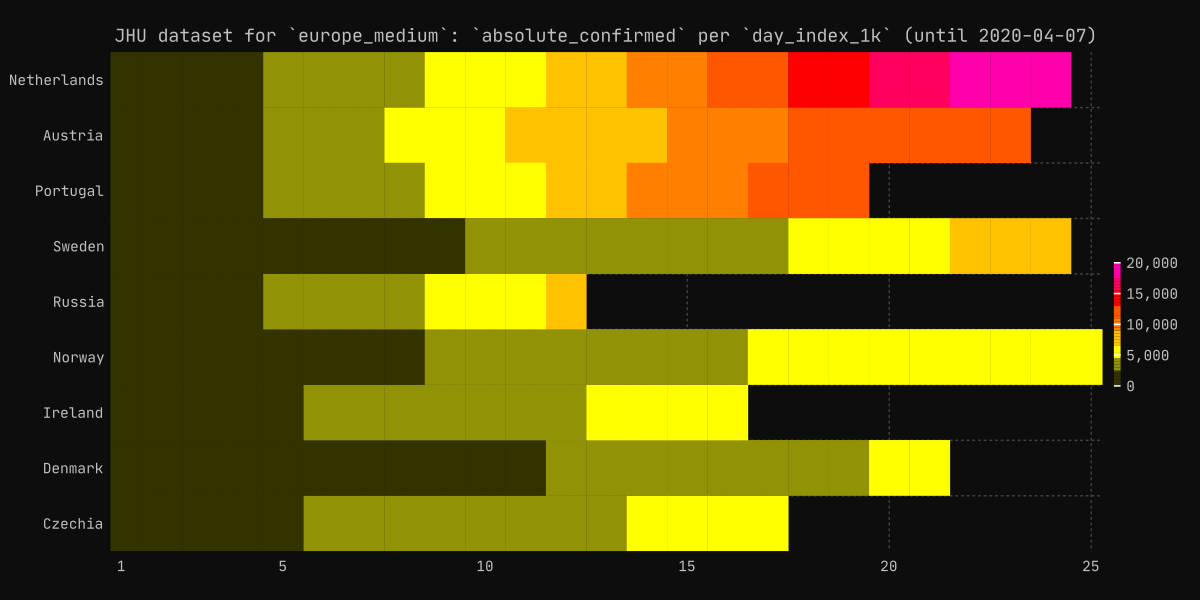 JHU dataset for `europe_medium`: `absolute_confirmed` per `day_index_1k` (until 2020-04-07)
Netherlands
Austria
Portugal
Sweden
Russia
Norway
Ireland
Denmark
Czechia
20,000
15,000
10,000
5,000
0
1 5 10 15 20 25